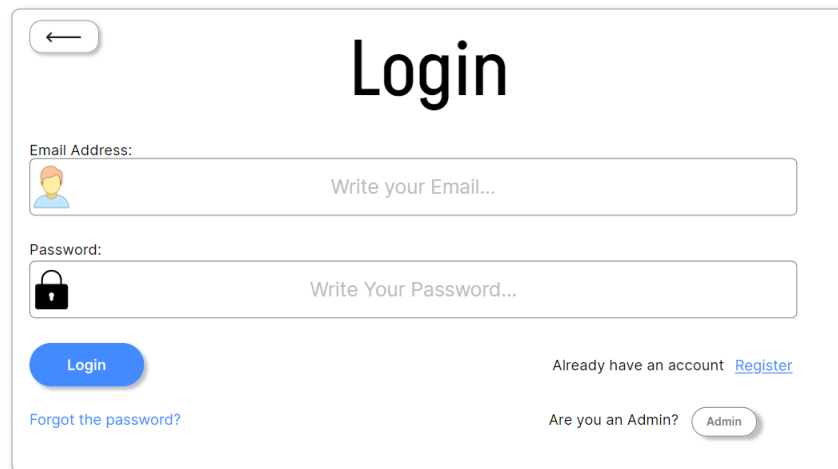 Login
Email Address:
Write your Email...
Password:
Write Your Password...
Login
Already have an account Register
Forgot the password?
Are you an Admin? Admin